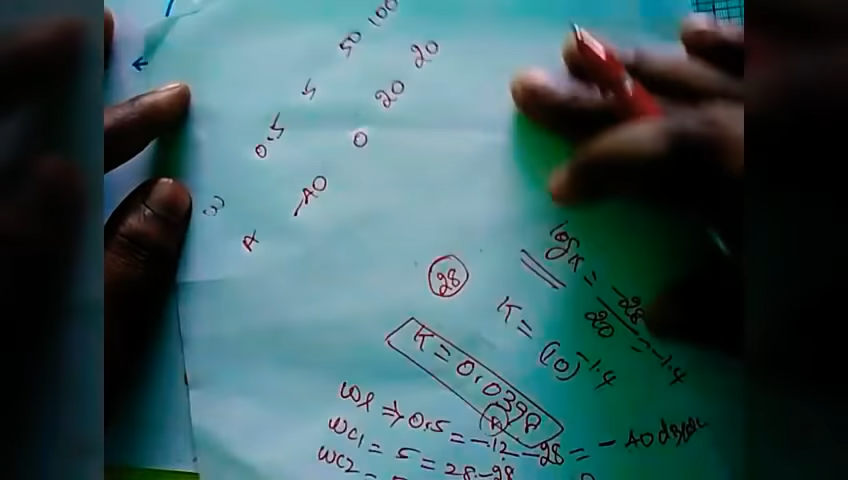 ω 0.5 5 50 100
A -40 0 20 20
28
log K = -28/20 = -1.4
K = (10)^-1.4
K = 0.0398
ωl ⇒ 0.5 = -12-28 = -40
ωc1 = 5 = 28-28
ωc2 =